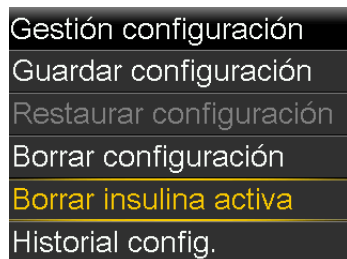 Gestión configuración
Guardar configuración
Restaurar configuración
Borrar configuración
Borrar insulina activa
Historial config.